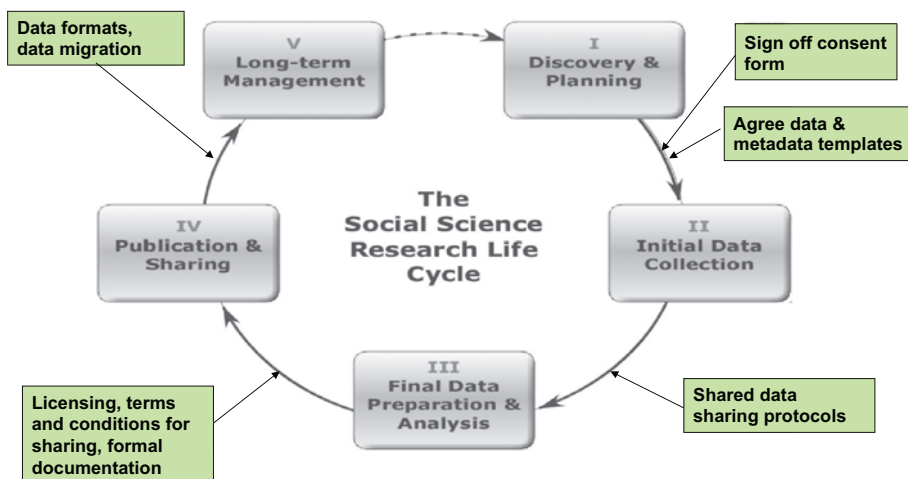 Data formats,
data migration
V
Long-term
Management
I
Discovery &
Planning
Sign off consent
form
Agree data &
metadata templates
The
Social Science
Research Life
Cycle
IV
Publication &
Sharing
II
Initial Data
Collection
III
Final Data
Preparation &
Analysis
Licensing, terms
and conditions for
sharing, formal
documentation
Shared data
sharing protocols